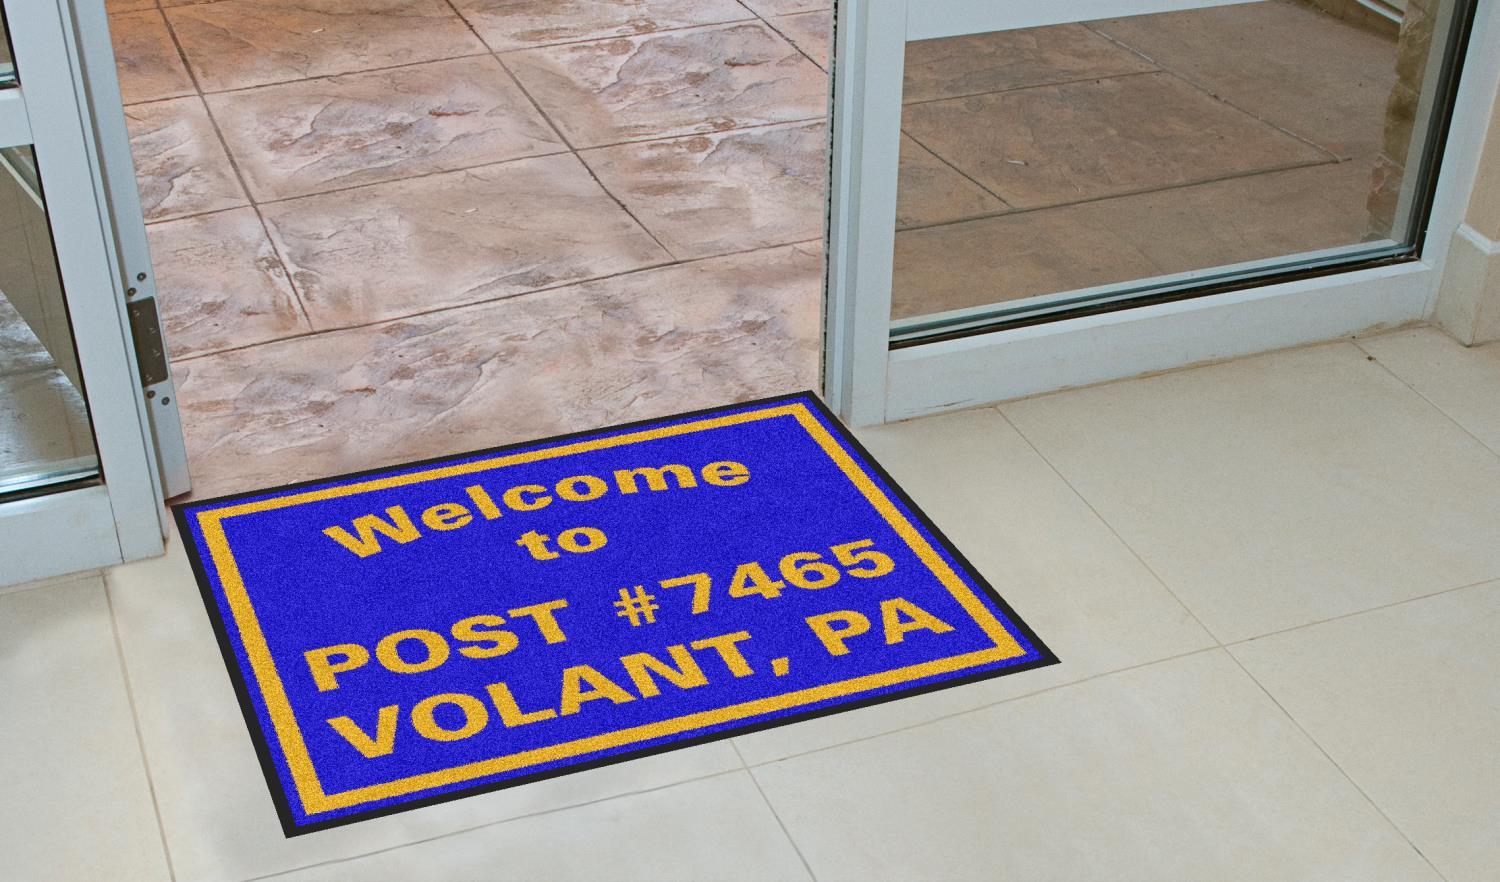 Welcome
to
POST #7465
VOLANT, PA